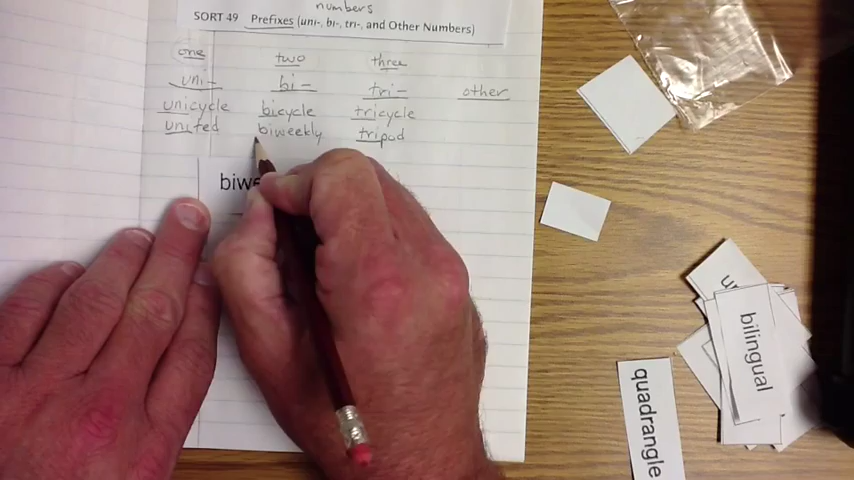 numbers
SORT 49 Prefixes (uni-, bi-, tri-, and Other Numbers)
one two three
uni- bi- tri- other
unicycle bicycle tricycle
united biweekly tripod
biwe
bilingual
quadrangle